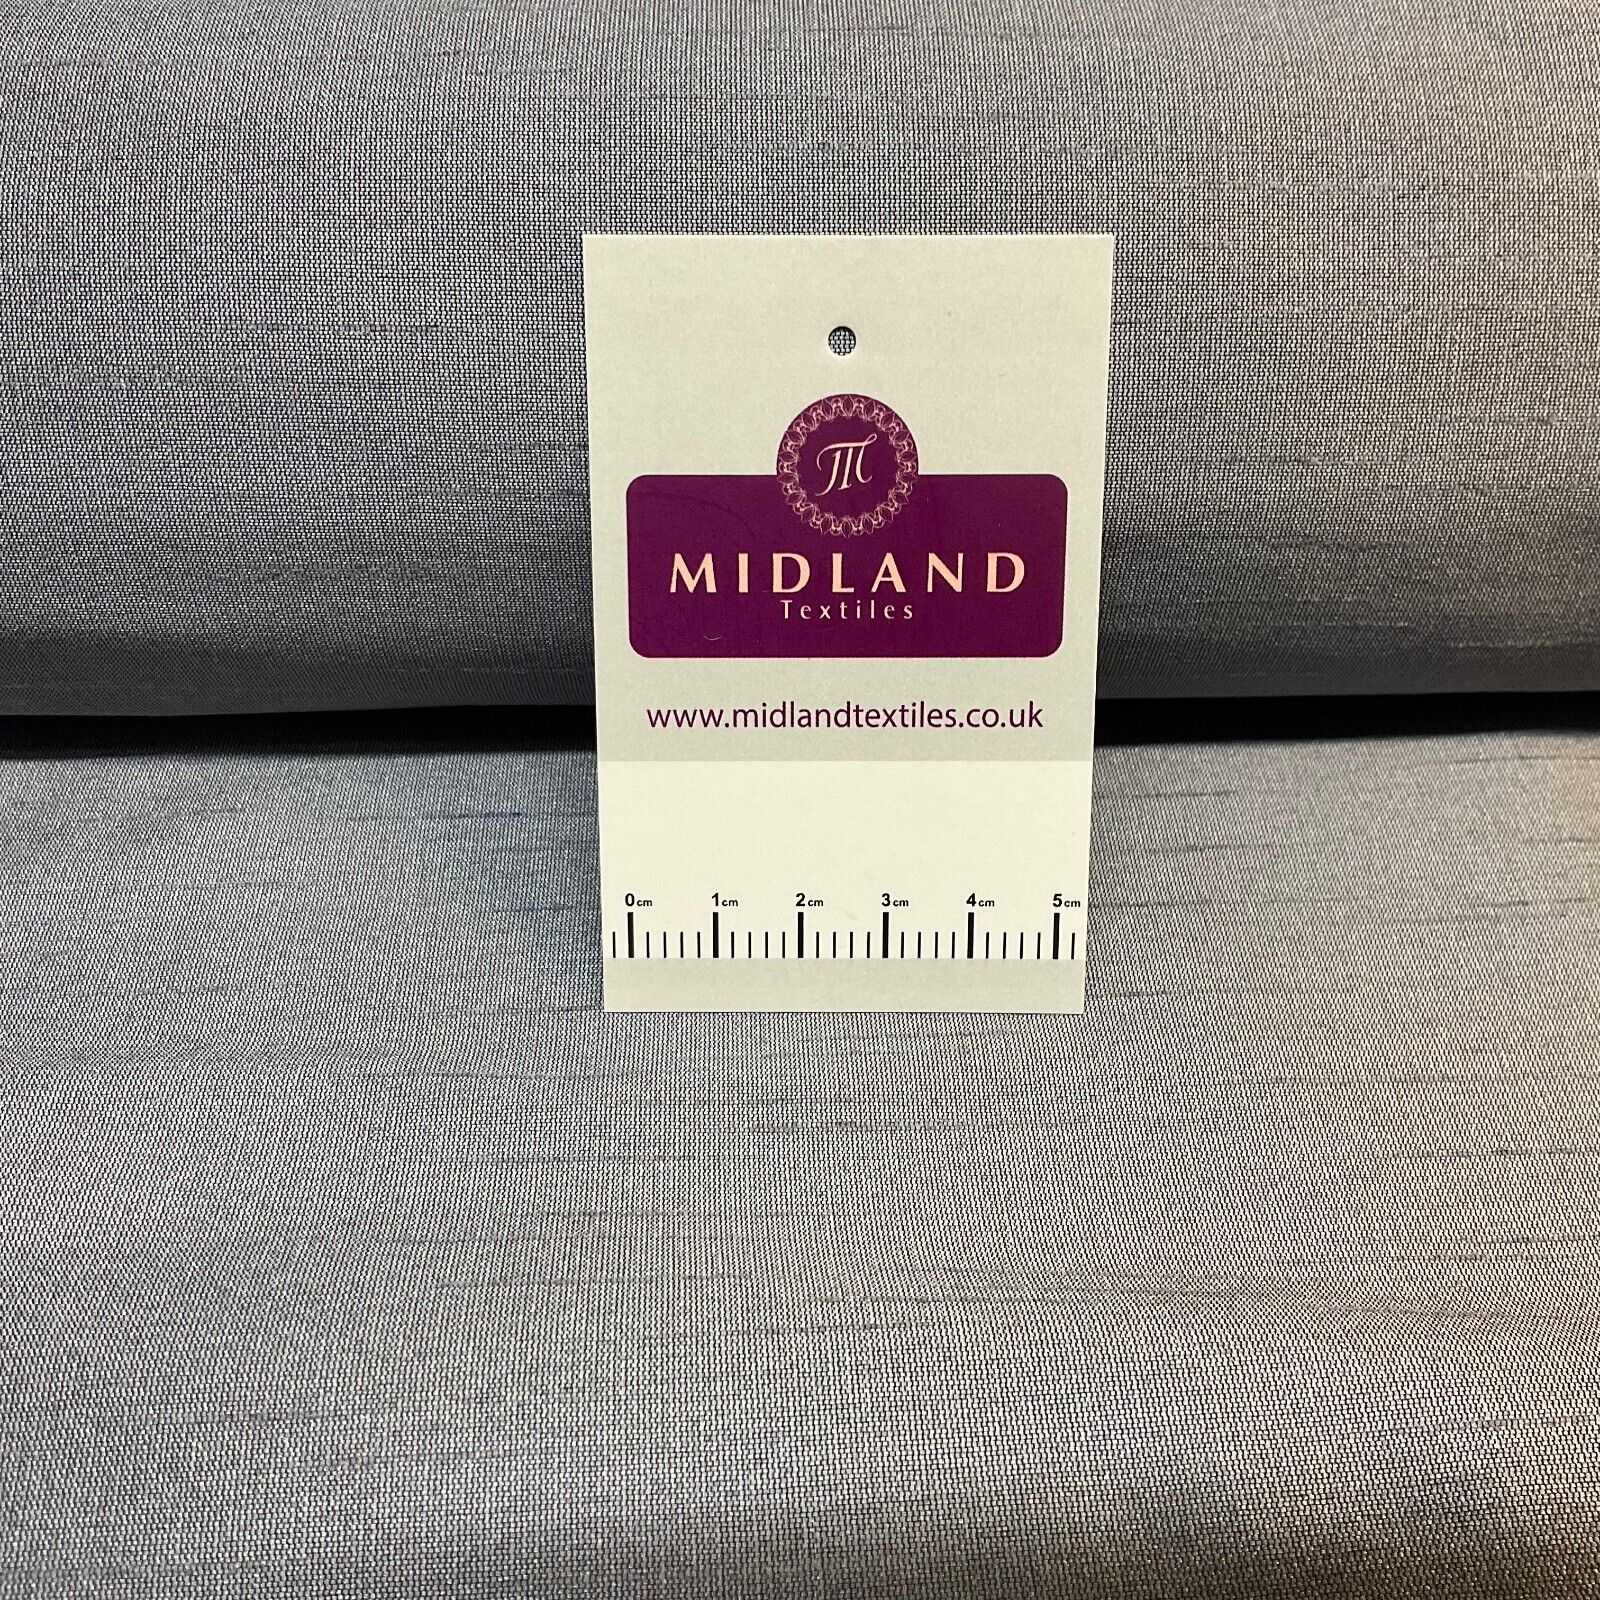 M
MIDLAND
Textiles
www.midlandtextiles.co.uk
0cm 1cm 2cm 3cm 4cm 5cm